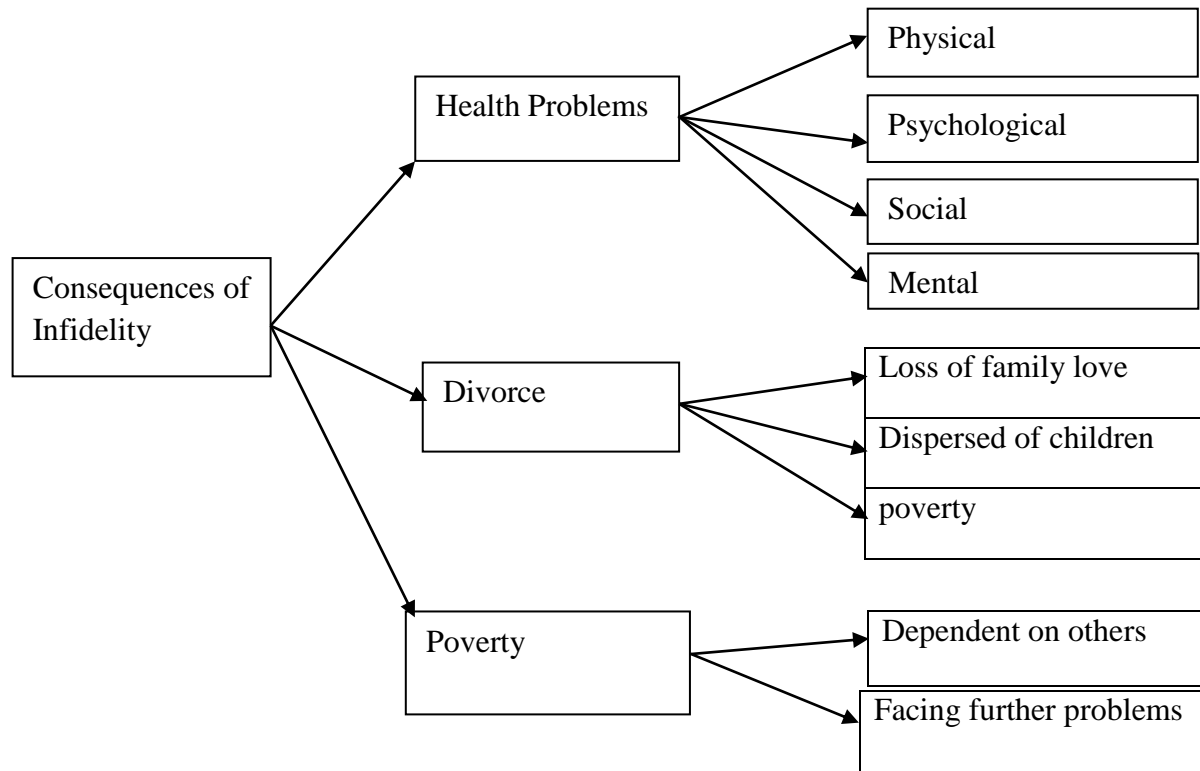 Consequences of
Infidelity
Health Problems
Physical
Psychological
Social
Mental
Divorce
Loss of family love
Dispersed of children
poverty
Poverty
Dependent on others
Facing further problems